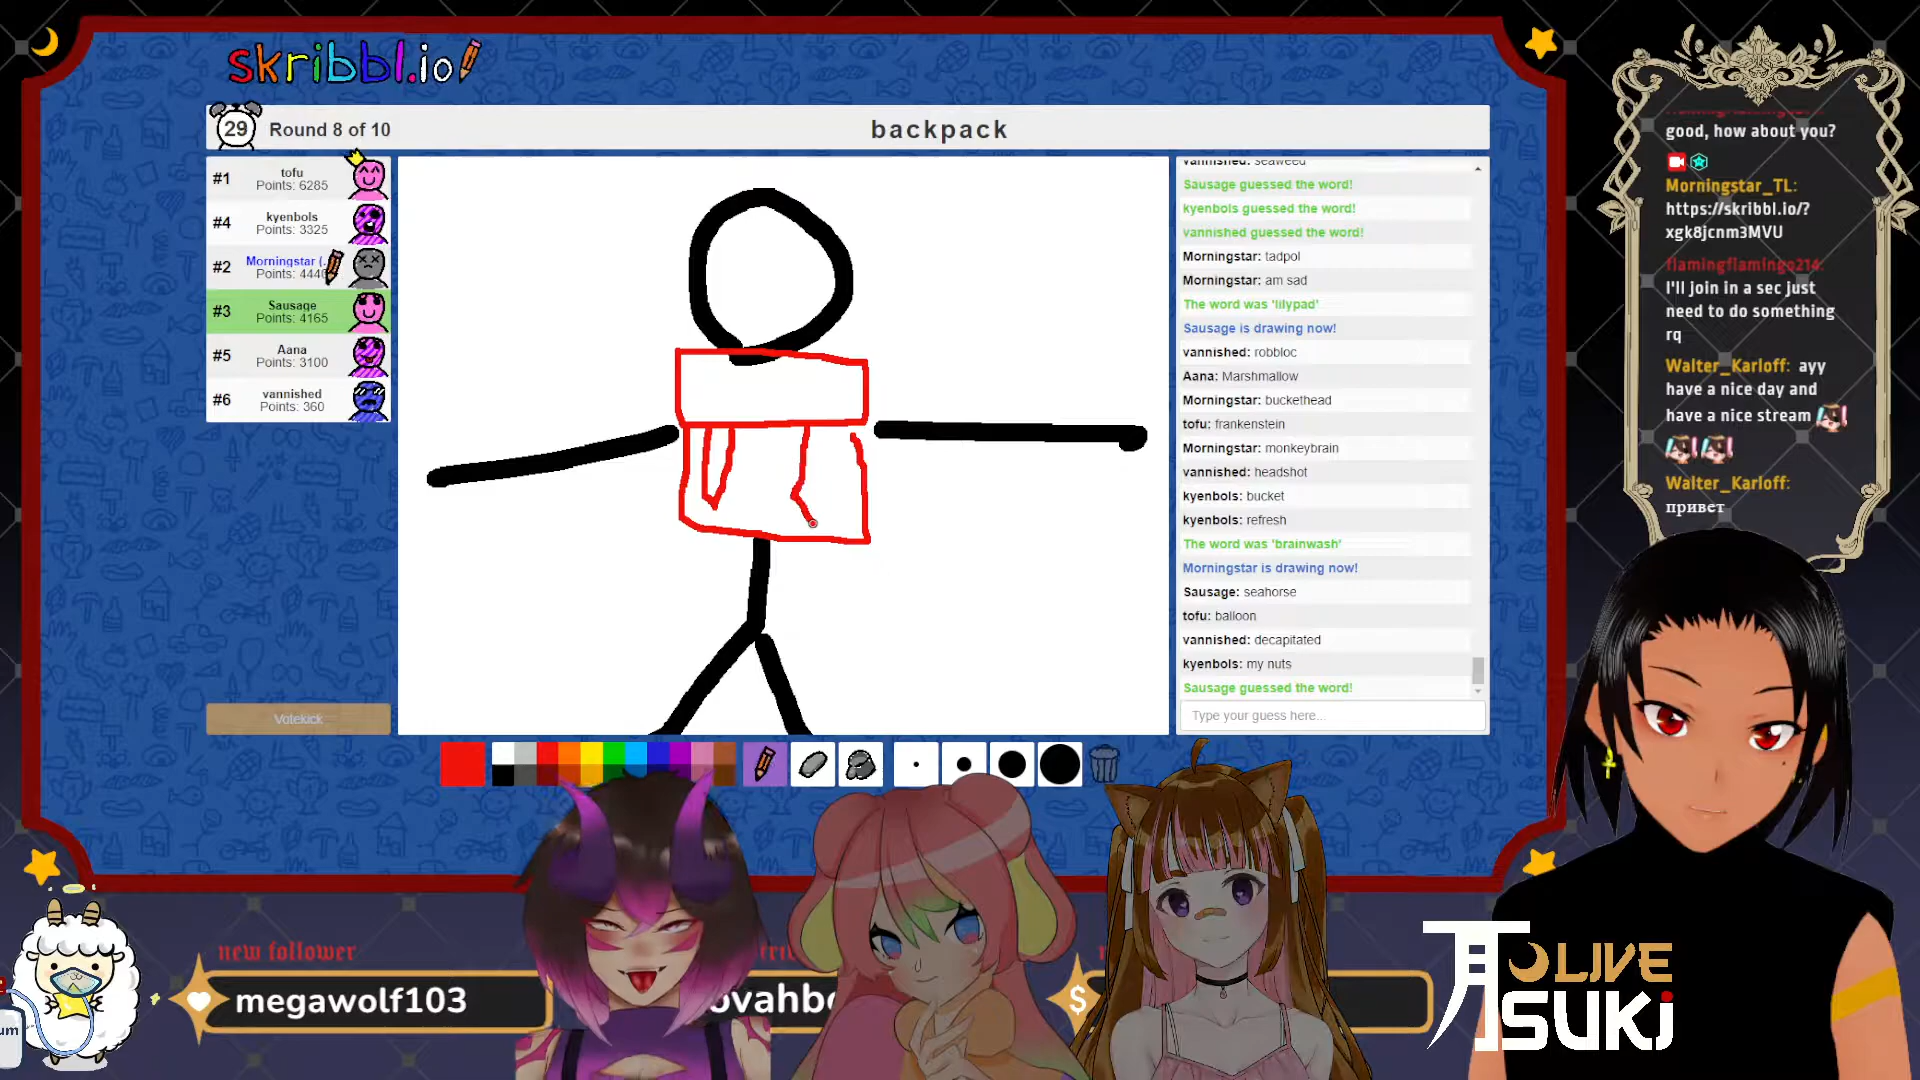 skribbl.io
29
Round 8 of 10
backpack
#1
tofu
Points: 6285
#4
kyenbols
Points: 3325
#2
Morningstar (
Points: 4440
#3
Sausage
Points: 4165
#5
Aana
Points: 3100
#6
vannished
Points: 360
Votekick
vannished: seaweed
Sausage guessed the word!
kyenbols guessed the word!
vannished guessed the word!
Morningstar: tadpol
Morningstar: am sad
The word was 'lilypad'
Sausage is drawing now!
vannished: robbloc
Aana: Marshmallow
Morningstar: buckethead
tofu: frankenstein
Morningstar: monkeybrain
vannished: headshot
kyenbols: bucket
kyenbols: refresh
The word was 'brainwash'
Morningstar is drawing now!
Sausage: seahorse
tofu: balloon
vannished: decapitated
kyenbols: my nuts
Sausage guessed the word!
Type your guess here...
good, how about you?
Morningstar_TL:
https://skribbl.io/?
xgk8jcnm3MVU
flamingflamingo214:
I'll join in a sec just
need to do something
rq
Walter_Karloff: ayy
have a nice day and
have a nice stream
Walter_Karloff:
привет
new follower
megawolf103
$
LIVE
TSUKi